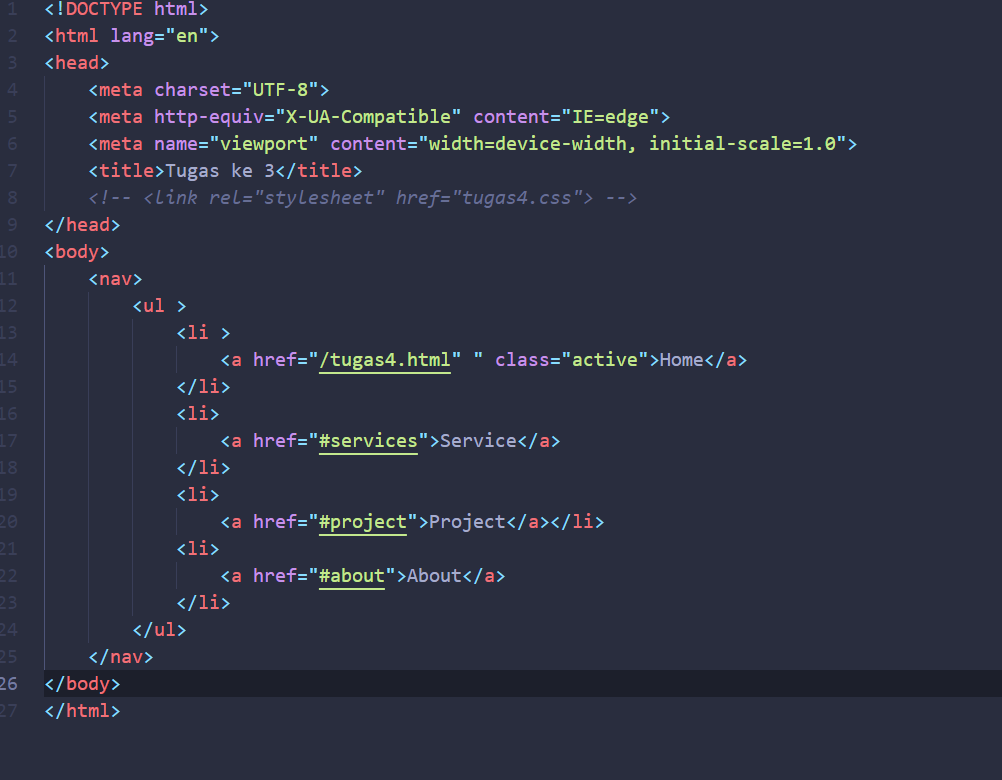 1 <!DOCTYPE html>
2 <html lang="en">
3 <head>
4     <meta charset="UTF-8">
5     <meta http-equiv="X-UA-Compatible" content="IE=edge">
6     <meta name="viewport" content="width=device-width, initial-scale=1.0">
7     <title>Tugas ke 3</title>
8     <!-- <link rel="stylesheet" href="tugas4.css"> -->
9 </head>
10 <body>
11     <nav>
12         <ul >
13             <li >
14                 <a href="/tugas4.html" " class="active">Home</a>
15             </li>
16             <li>
17                 <a href="#services">Service</a>
18             </li>
19             <li>
20                 <a href="#project">Project</a></li>
21             <li>
22                 <a href="#about">About</a>
23             </li>
24         </ul>
25     </nav>
26 </body>
27 </html>